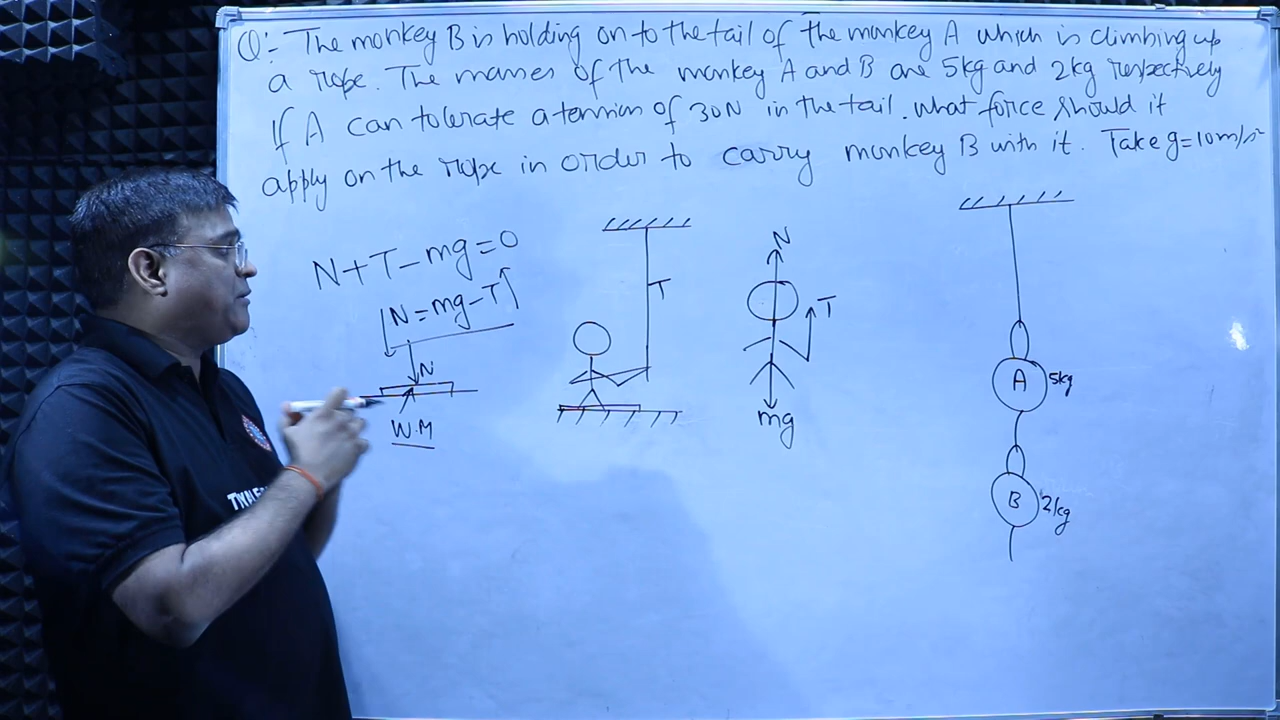 Q:- The monkey B is holding on to the tail of the monkey A which is climbing up
a rope. The masses of the monkey A and B are 5kg and 2kg respectively
If A can tolerate a tension of 30N in the tail. what force should it
apply on the rope in order to carry monkey B with it. Take g=10m/s²
N+T-mg=0
N=mg-T
N
W.M
T
N
T
mg
A 5kg
B 2kg